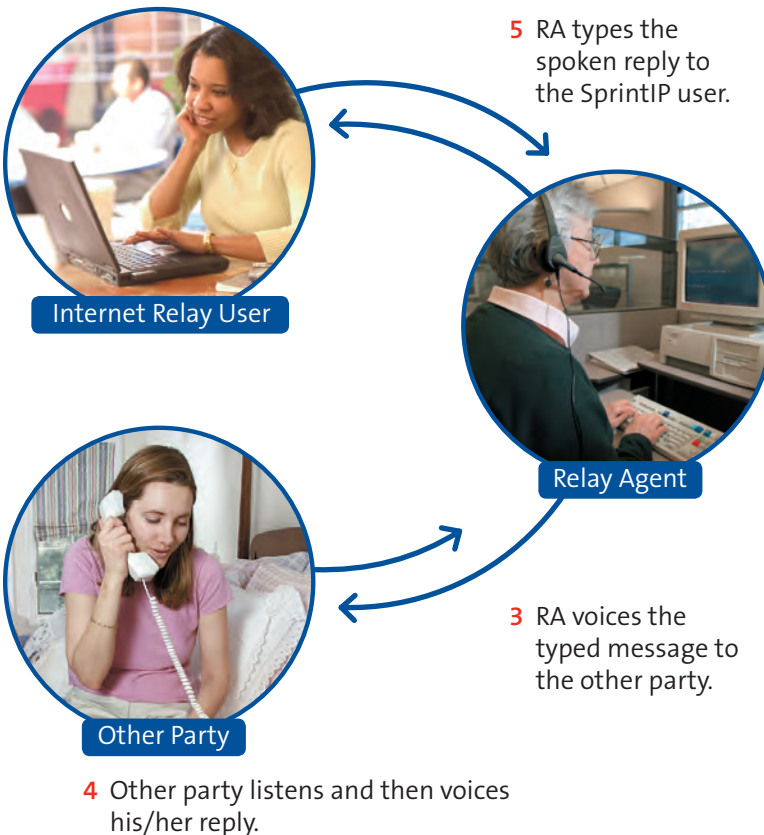 5 RA types the
spoken reply to
the SprintIP user.
Internet Relay User
Relay Agent
3 RA voices the
typed message to
the other party.
Other Party
4 Other party listens and then voices
his/her reply.